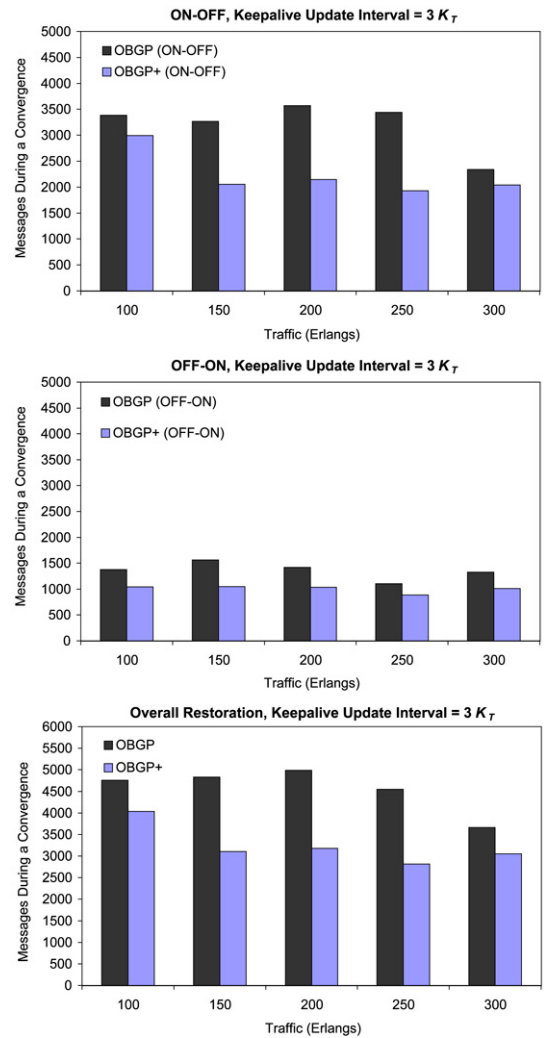 ON-OFF, Keepalive Update Interval = 3 K_T
5000
4500
4000
3500
3000
2500
2000
1500
1000
500
0
Messages During a Convergence
OBGP (ON-OFF)
OBGP+ (ON-OFF)
100 150 200 250 300
Traffic (Erlangs)
OFF-ON, Keepalive Update Interval = 3 K_T
5000
4500
4000
3500
3000
2500
2000
1500
1000
500
0
Messages During a Convergence
OBGP (OFF-ON)
OBGP+ (OFF-ON)
100 150 200 250 300
Traffic (Erlangs)
Overall Restoration, Keepalive Update Interval = 3 K_T
6000
5500
5000
4500
4000
3500
3000
2500
2000
1500
1000
500
0
Messages During a Convergence
OBGP
OBGP+
100 150 200 250 300
Traffic (Erlangs)